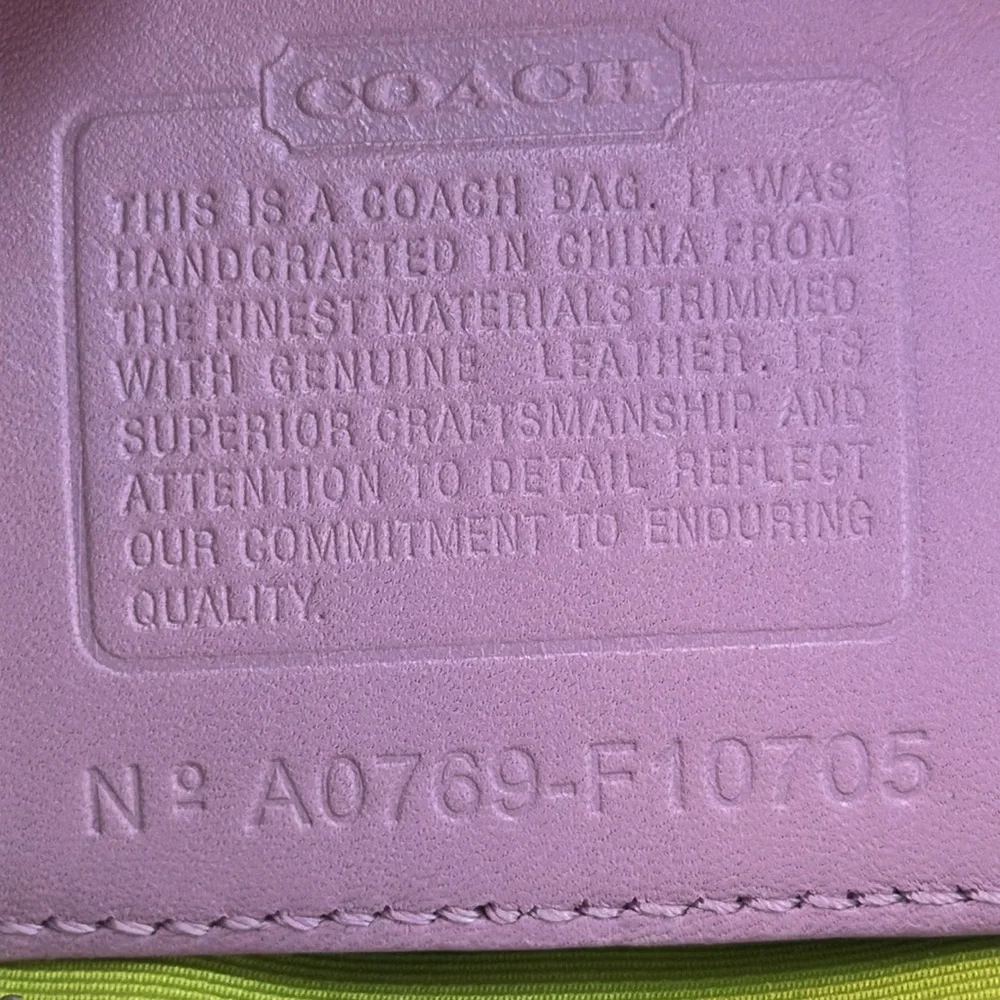 COACH
THIS IS A COACH BAG. IT WAS
HANDCRAFTED IN CHINA FROM
THE FINEST MATERIALS TRIMMED
WITH GENUINE LEATHER. ITS
SUPERIOR CRAFTSMANSHIP AND
ATTENTION TO DETAIL REFLECT
OUR COMMITMENT TO ENDURING
QUALITY.
Nº A0769-F10705